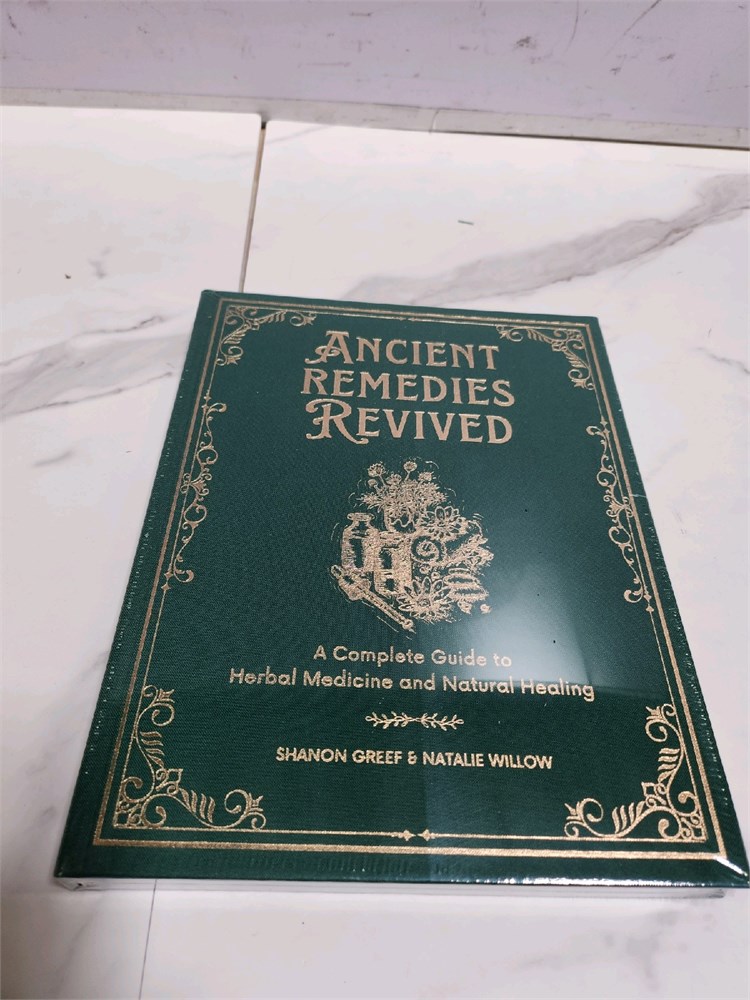 ANCIENT
REMEDIES
REVIVED
A Complete Guide to
Herbal Medicine and Natural Healing
SHANON GREEF & NATALIE WILLOW